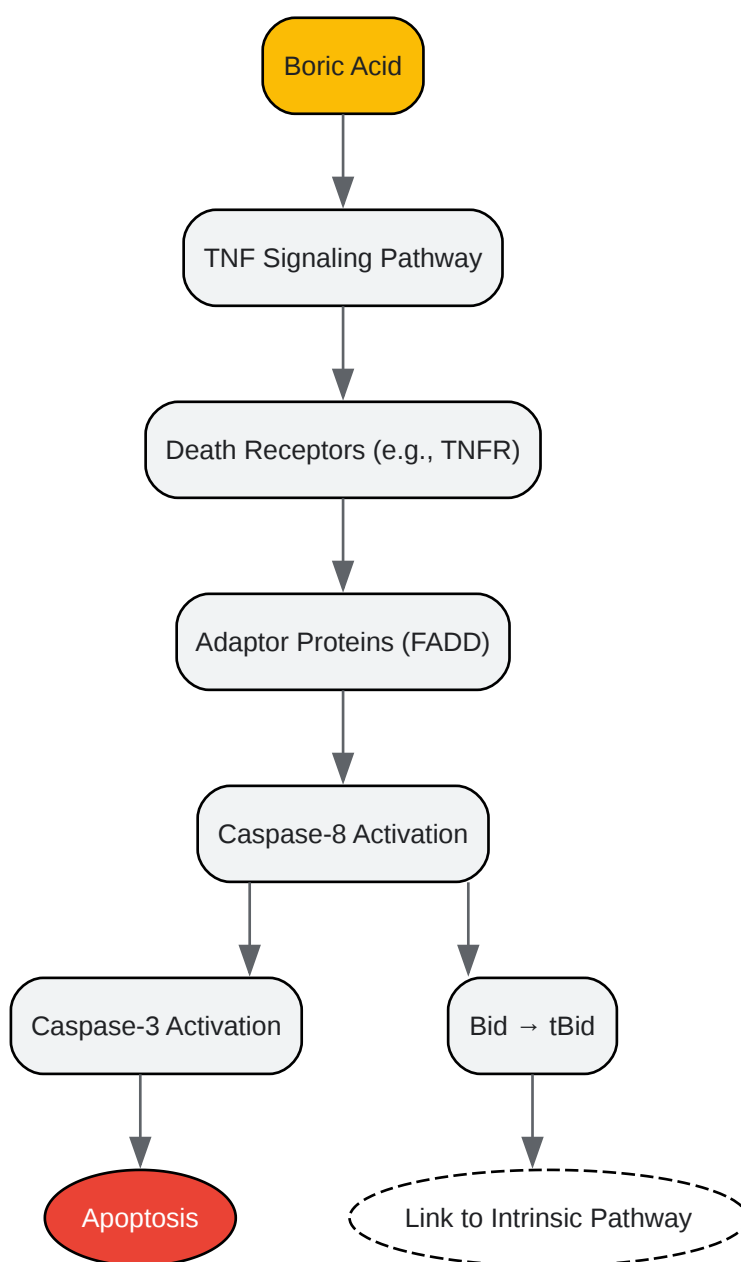 Boric Acid
TNF Signaling Pathway
Death Receptors (e.g., TNFR)
Adaptor Proteins (FADD)
Caspase-8 Activation
Caspase-3 Activation
Bid → tBid
Apoptosis
Link to Intrinsic Pathway